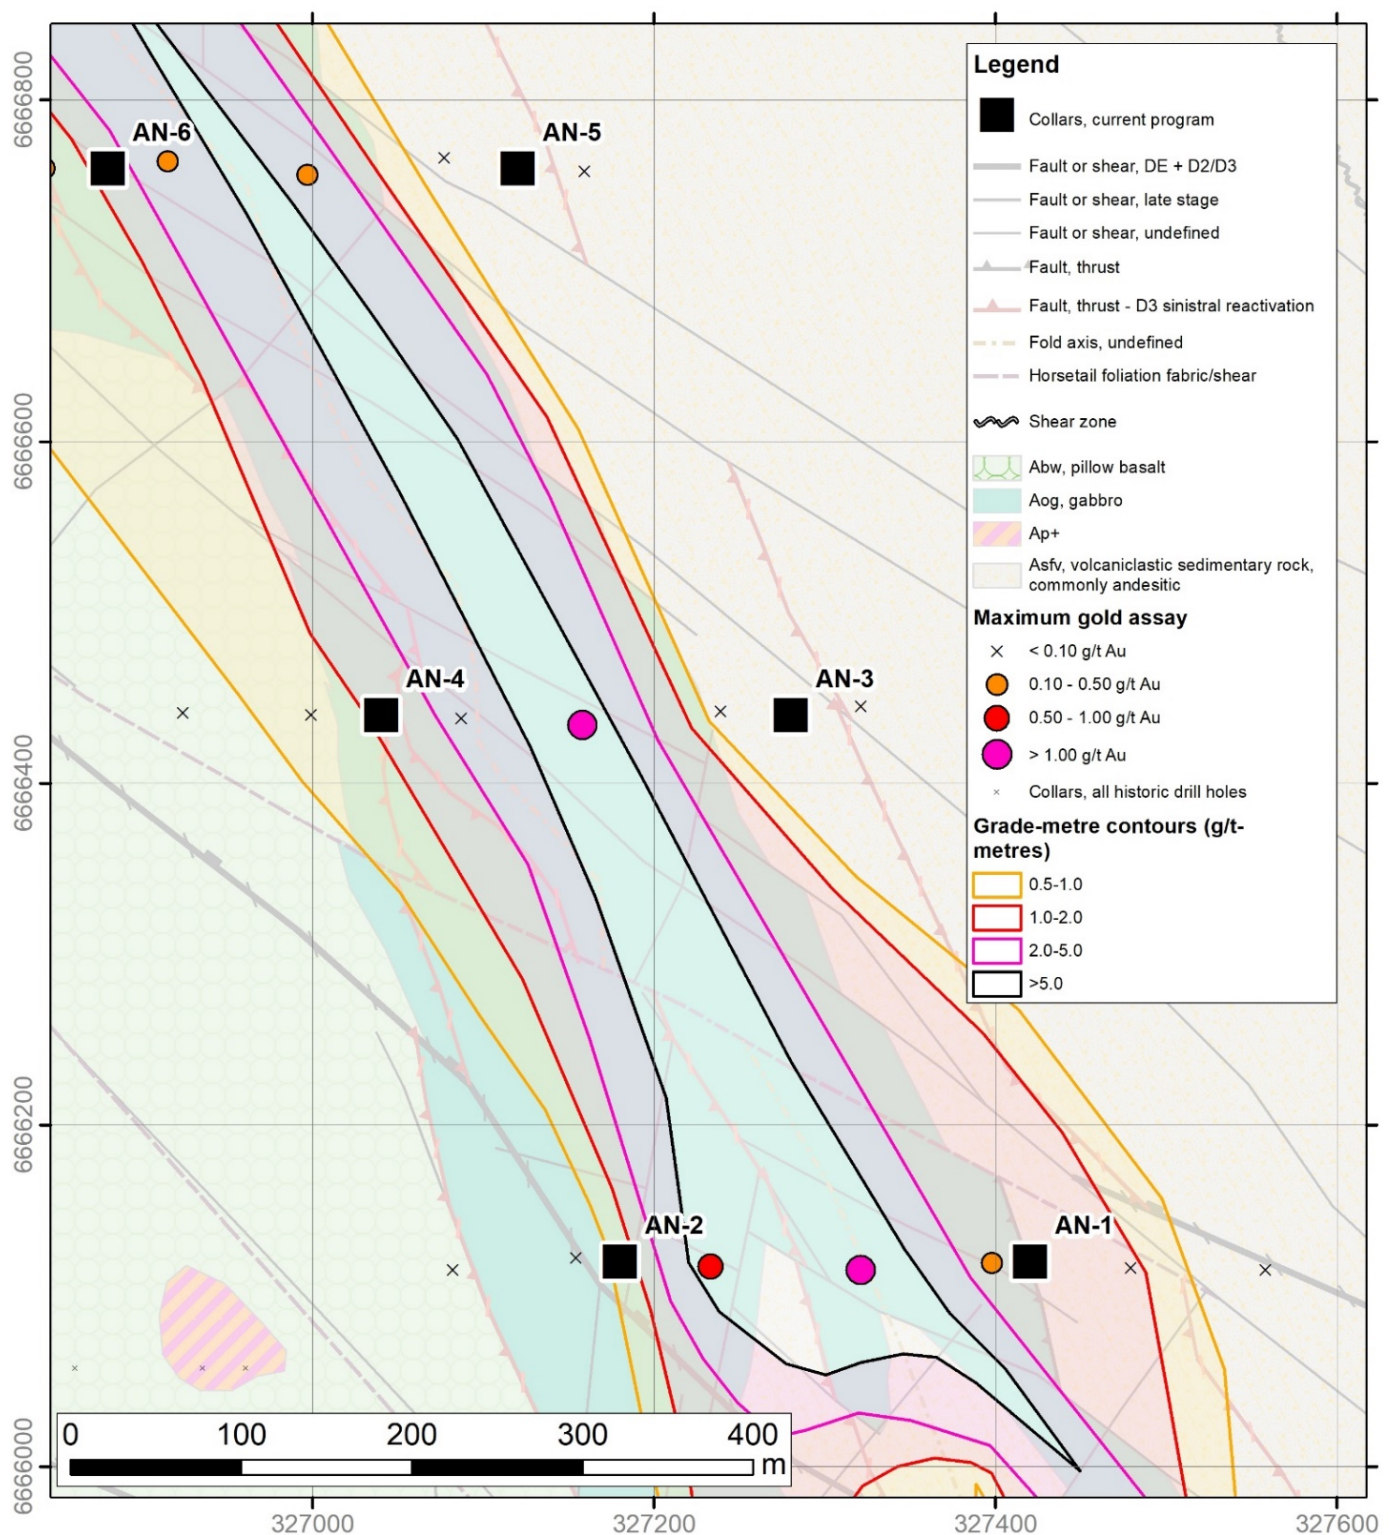 Legend
Collars, current program
Fault or shear, DE + D2/D3
Fault or shear, late stage
Fault or shear, undefined
Fault, thrust
Fault, thrust - D3 sinistral reactivation
Fold axis, undefined
Horsetail foliation fabric/shear
Shear zone
Abw, pillow basalt
Aog, gabbro
Ap+
Asfv, volcaniclastic sedimentary rock,
commonly andesitic
Maximum gold assay
< 0.10 g/t Au
0.10 - 0.50 g/t Au
0.50 - 1.00 g/t Au
> 1.00 g/t Au
Collars, all historic drill holes
Grade-metre contours (g/t-
metres)
0.5-1.0
1.0-2.0
2.0-5.0
>5.0
AN-6
AN-5
AN-4
AN-3
AN-2
AN-1
6666800
6666600
6666400
6666200
6666000
0 100 200 300 400
m
327000 327200 327400 327600